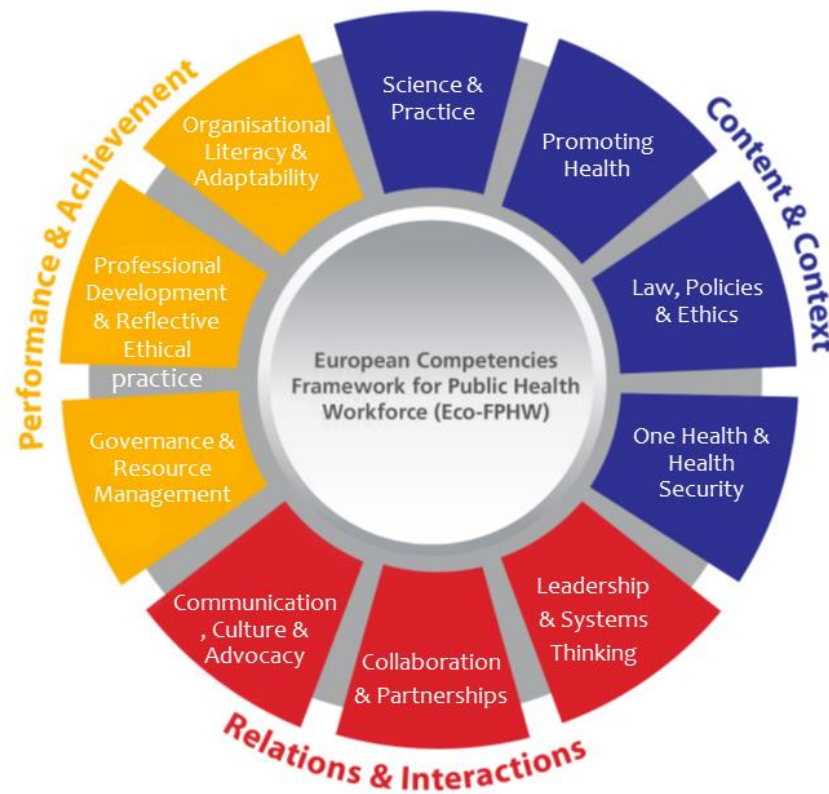 Science &
Practice
Promoting
Health
Law, Policies
& Ethics
One Health &
Health
Security
Content & Context
Leadership
& Systems
Thinking
Collaboration
& Partnerships
Communication
, Culture &
Advocacy
Relations & Interactions
Governance &
Resource
Management
Professional
Development
& Reflective
Ethical
practice
Organisational
Literacy &
Adaptability
Performance & Achievement
European Competencies
Framework for Public Health
Workforce (Eco-FPHW)